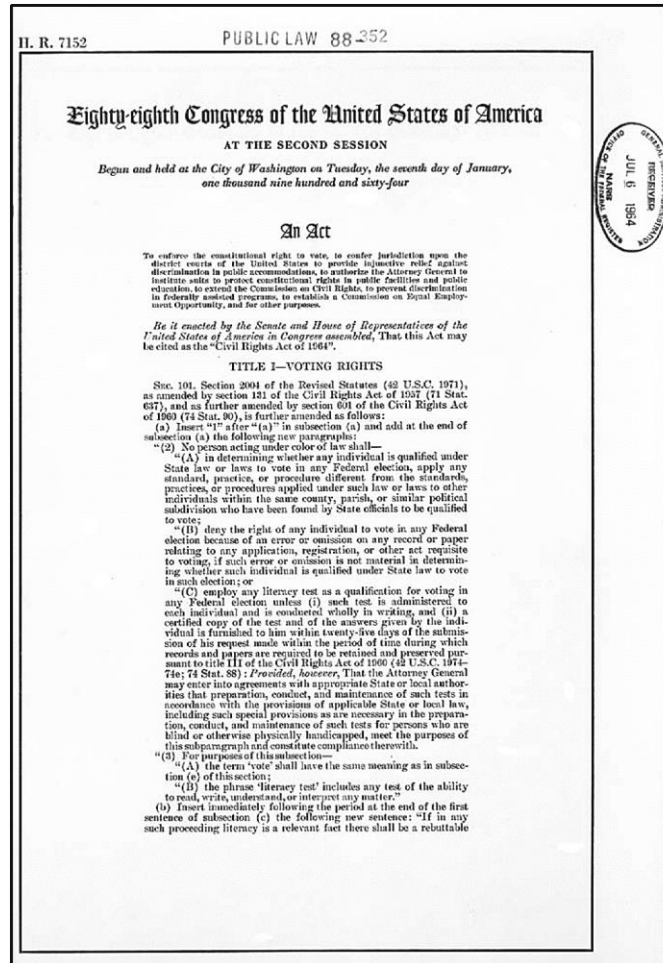 H. R. 7152
PUBLIC LAW 88-352
Eighty-eighth Congress of the United States of America
AT THE SECOND SESSION
Begun and held at the City of Washington on Tuesday, the seventh day of January,
one thousand nine hundred and sixty-four
An Act
To enforce the constitutional right to vote, to confer jurisdiction upon the
district courts of the United States to provide injunctive relief against
discrimination in public accommodations, to authorize the Attorney General to
institute suits to protect constitutional rights in public facilities and public
education, to extend the Commission on Civil Rights, to prevent discrimination
in federally assisted programs, to establish a Commission on Equal Employ-
ment Opportunity, and for other purposes.
Be it enacted by the Senate and House of Representatives of the
United States of America in Congress assembled, That this Act may
be cited as the "Civil Rights Act of 1964".
TITLE I—VOTING RIGHTS
SEC. 101. Section 2004 of the Revised Statutes (42 U.S.C. 1971),
as amended by section 131 of the Civil Rights Act of 1957 (71 Stat.
637), and as further amended by section 601 of the Civil Rights Act
of 1960 (74 Stat. 90), is further amended as follows:
(a) Insert "1" after "(a)" in subsection (a) and add at the end of
subsection (a) the following new paragraphs:
"(2) No person acting under color of law shall—
"(A) in determining whether any individual is qualified under
State law or laws to vote in any Federal election, apply any
standard, practice, or procedure different from the standards,
practices, or procedures applied under such law or laws to other
individuals within the same county, parish, or similar political
subdivision who have been found by State officials to be qualified
to vote;
"(B) deny the right of any individual to vote in any Federal
election because of an error or omission on any record or paper
relating to any application, registration, or other act requisite
to voting, if such error or omission is not material in determin-
ing whether such individual is qualified under State law to vote
in such election; or
"(C) employ any literacy test as a qualification for voting in
any Federal election unless (i) such test is administered to
each individual and is conducted wholly in writing, and (ii) a
certified copy of the test and of the answers given by the indi-
vidual is furnished to him within twenty-five days of the submis-
sion of his request made within the period of time during which
records and papers are required to be retained and preserved pur-
suant to title III of the Civil Rights Act of 1960 (42 U.S.C. 1974–
74e; 74 Stat. 88): Provided, however, That the Attorney General
may enter into agreements with appropriate State or local author-
ities that preparation, conduct, and maintenance of such tests in
accordance with the provisions of applicable State or local law,
including such special provisions as are necessary in the prepara-
tion, conduct, and maintenance of such tests for persons who are
blind or otherwise physically handicapped, meet the purposes of
this subparagraph and constitute compliance therewith.
"(3) For purposes of this subsection—
"(A) the term 'vote' shall have the same meaning as in subsec-
tion (e) of this section;
"(B) the phrase 'literacy test' includes any test of the ability
to read, write, understand, or interpret any matter."
(b) Insert immediately following the period at the end of the first
sentence of subsection (c) the following new sentence: "If in any
such proceeding literacy is a relevant fact there shall be a rebuttable
RECEIVED
JUL 6 1964
NARS
OFFICE OF THE FEDERAL REGISTER